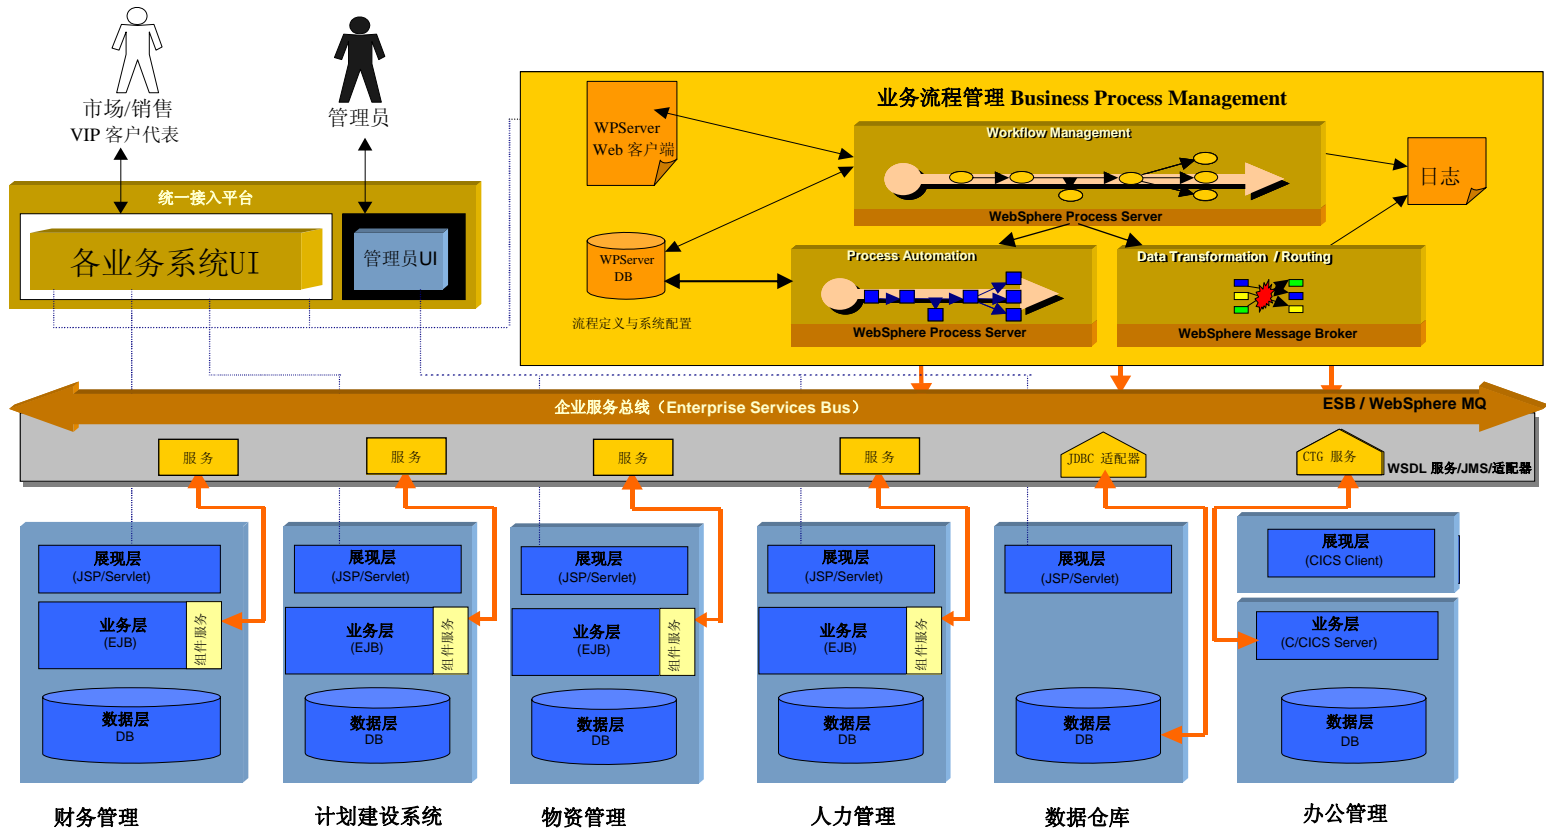 市场/销售
VIP 客户代表
管理员
统一接入平台
各业务系统UI
管理员UI
业务流程管理 Business Process Management
WPServer
Web 客户端
WPServer
DB
流程定义与系统配置
Workflow Management
WebSphere Process Server
日志
Process Automation
WebSphere Process Server
Data Transformation / Routing
WebSphere Message Broker
企业服务总线（Enterprise Services Bus）
ESB / WebSphere MQ
服 务
服 务
服 务
服 务
JDBC 适配器
CTG 服务
WSDL 服务/JMS/适配器
展现层
(JSP/Servlet)
业务层
(EJB)
组件服务
数据层
DB
财务管理
展现层
(JSP/Servlet)
业务层
(EJB)
组件服务
数据层
DB
计划建设系统
展现层
(JSP/Servlet)
业务层
(EJB)
组件服务
数据层
DB
物资管理
展现层
(JSP/Servlet)
业务层
(EJB)
组件服务
数据层
DB
人力管理
展现层
(JSP/Servlet)
数据层
DB
数据仓库
展现层
(CICS Client)
业务层
(C/CICS Server)
数据层
DB
办公管理